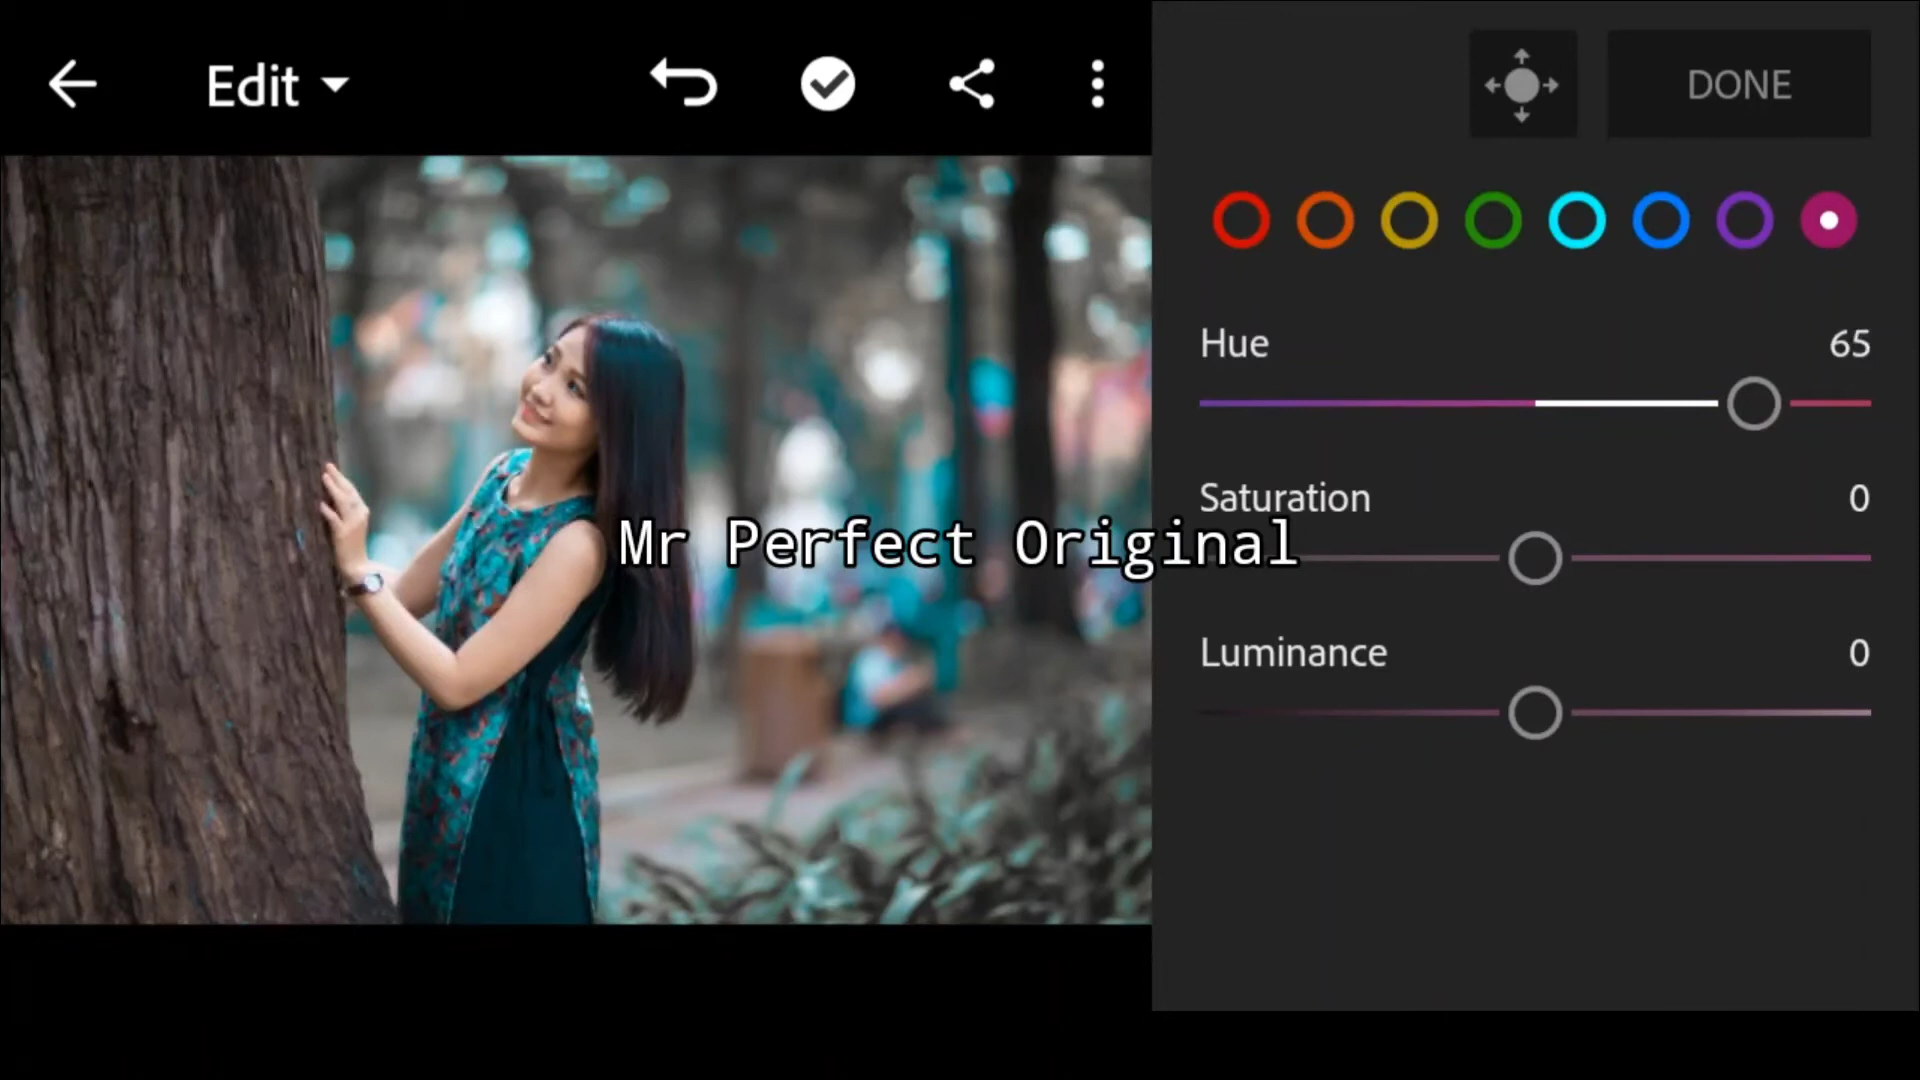 Edit
DONE
Hue 65
Saturation 0
Mr Perfect Original
Luminance 0